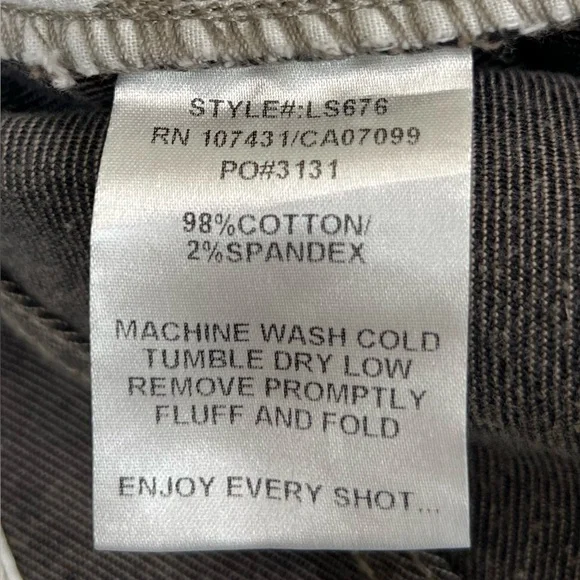 STYLE#:LS676
RN 107431/CA07099
PO#3131
98%COTTON/
2%SPANDEX
MACHINE WASH COLD
TUMBLE DRY LOW
REMOVE PROMPTLY
FLUFF AND FOLD
ENJOY EVERY SHOT...